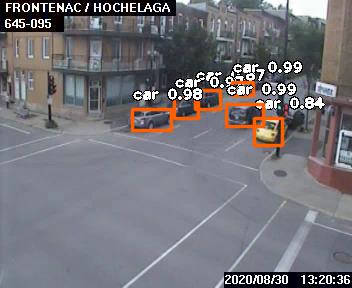 FRONTENAC / HOCHELAGA
645-095
car 0.99
car 0.98
car 0.99
car 0.84
2020/08/30 13:20:36